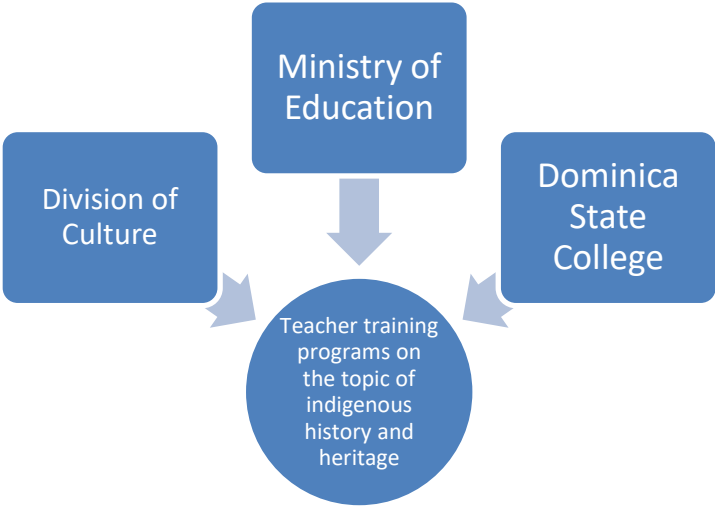 Ministry of
Education
Division of
Culture
Dominica
State
College
Teacher training
programs on
the topic of
indigenous
history and
heritage